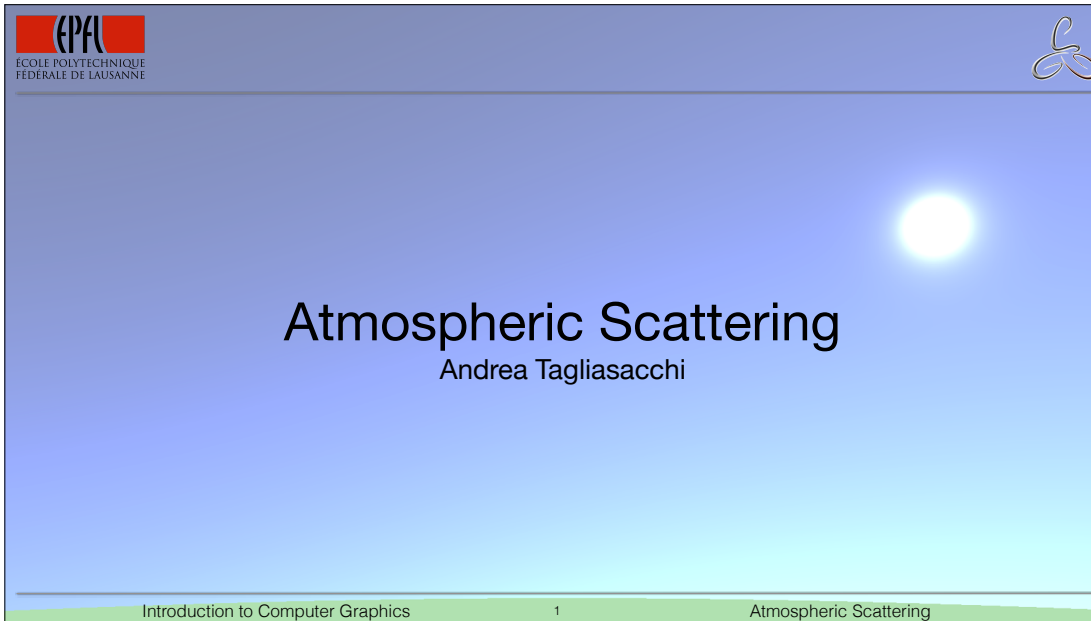 EPFL
ÉCOLE POLYTECHNIQUE
FÉDÉRALE DE LAUSANNE
Atmospheric Scattering
Andrea Tagliasacchi
Introduction to Computer Graphics 1 Atmospheric Scattering